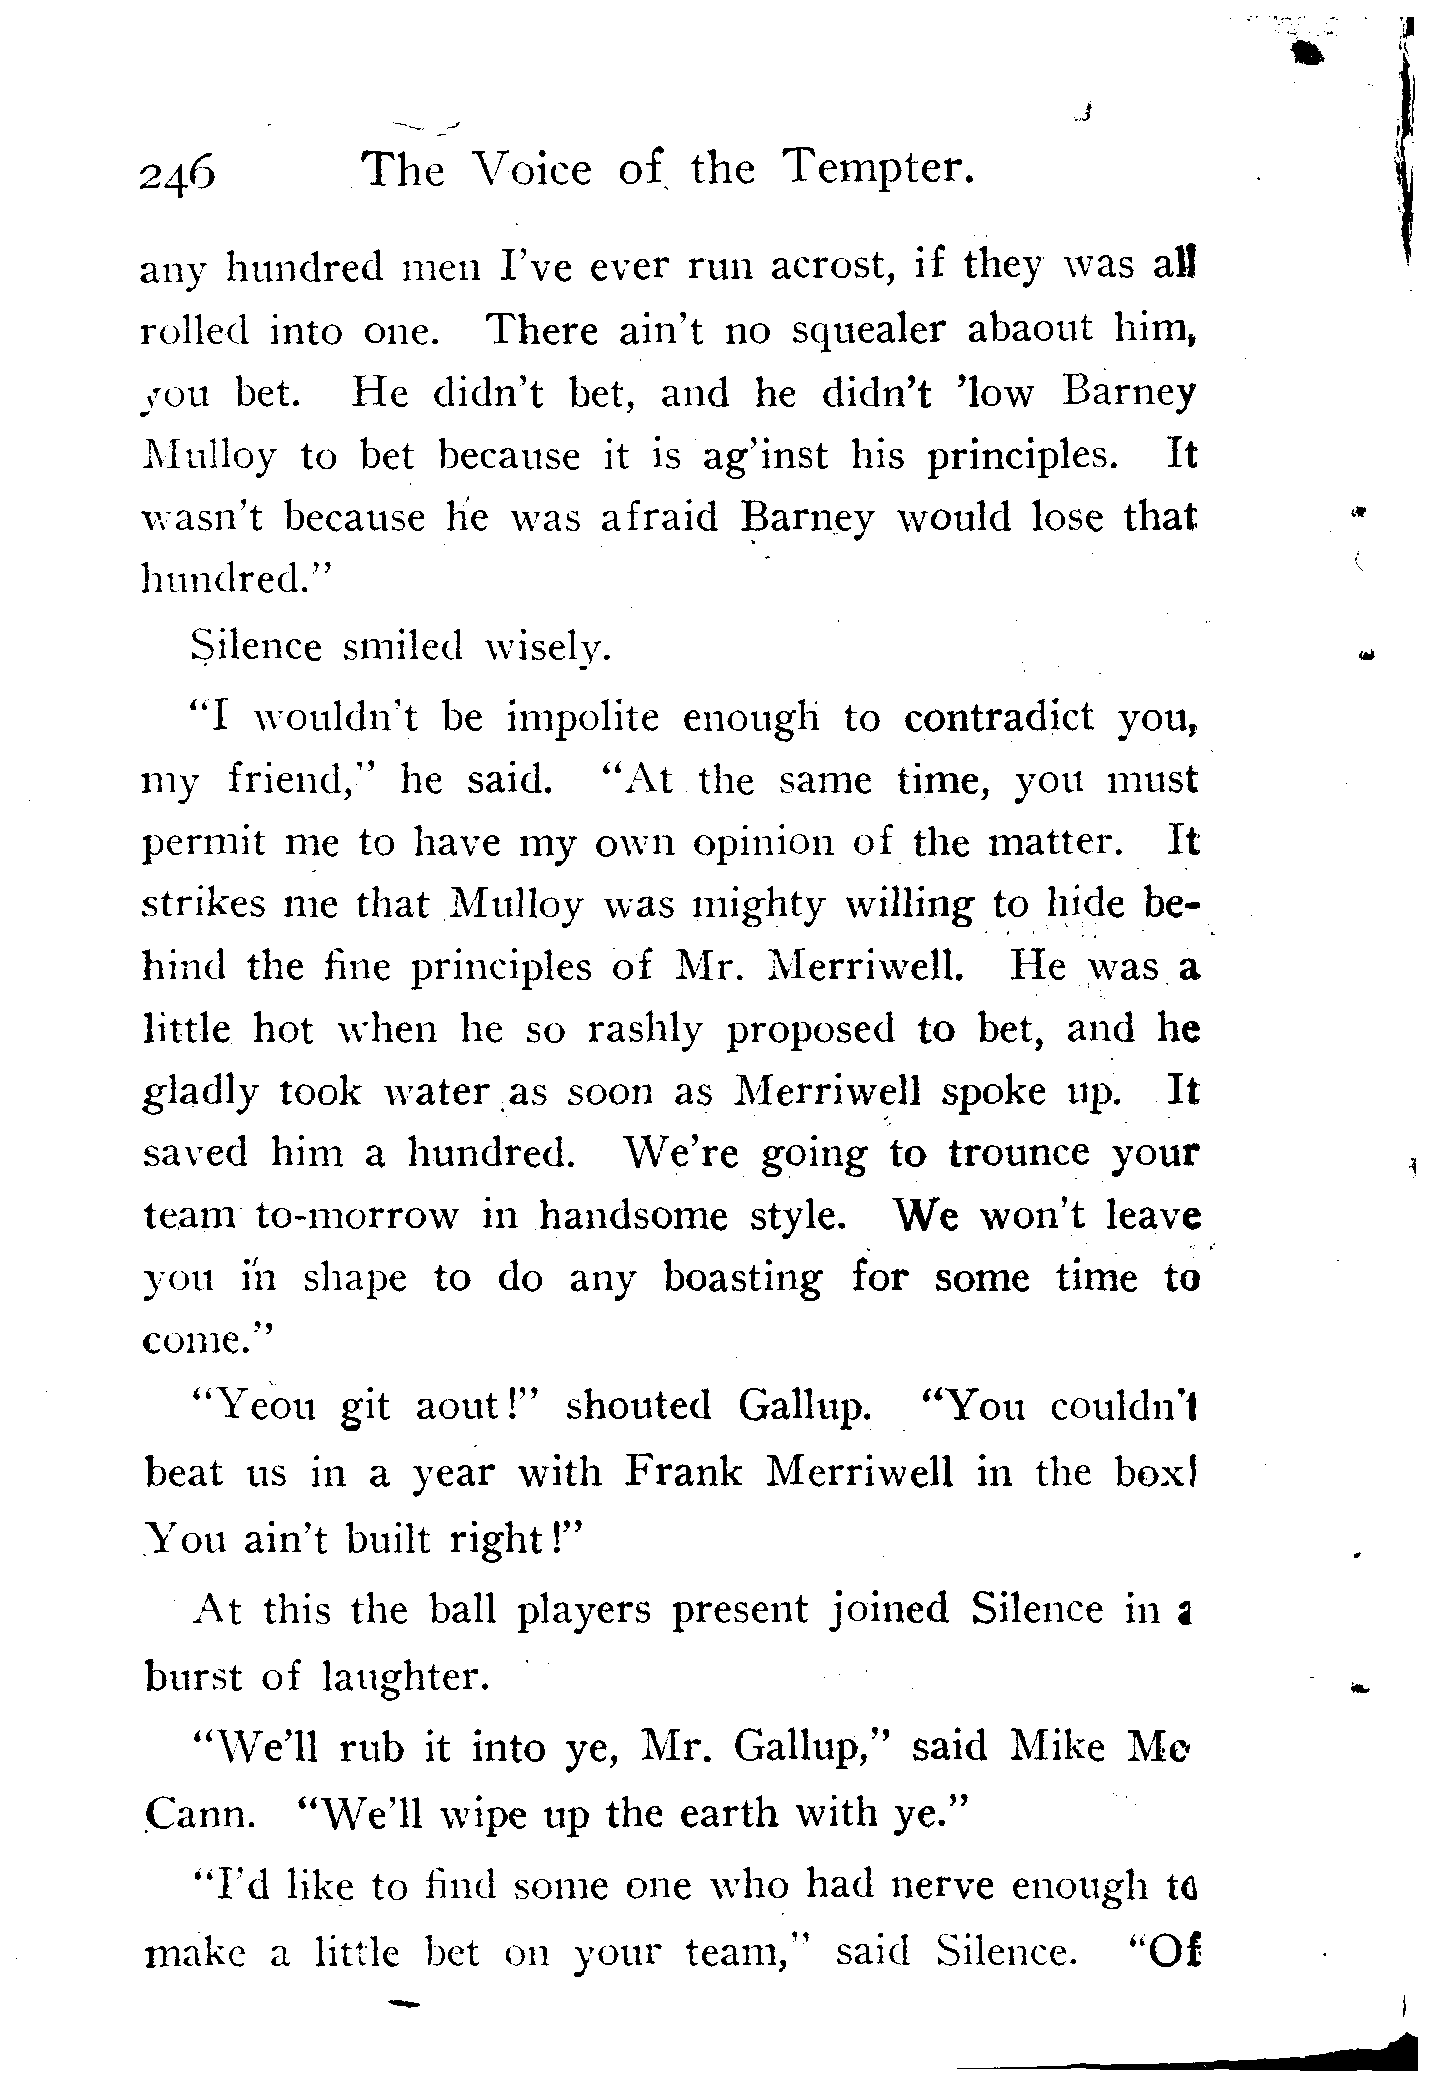 246 The Voice of the Tempter.
any hundred men I've ever run acrost, if they was all
rolled into one. There ain't no squealer abaout him,
you bet. He didn't bet, and he didn't 'low Barney
Mulloy to bet because it is ag'inst his principles. It
wasn't because he was afraid Barney would lose that
hundred."
Silence smiled wisely.
"I wouldn't be impolite enough to contradict you,
my friend," he said. "At the same time, you must
permit me to have my own opinion of the matter. It
strikes me that Mulloy was mighty willing to hide be-
hind the fine principles of Mr. Merriwell. He was a
little hot when he so rashly proposed to bet, and he
gladly took water as soon as Merriwell spoke up. It
saved him a hundred. We're going to trounce your
team to-morrow in handsome style. We won't leave
you in shape to do any boasting for some time to
come."
"Yeou git aout!" shouted Gallup. "You couldn't
beat us in a year with Frank Merriwell in the box!
You ain't built right!"
At this the ball players present joined Silence in a
burst of laughter.
"We'll rub it into ye, Mr. Gallup," said Mike Mc
Cann. "We'll wipe up the earth with ye."
"I'd like to find some one who had nerve enough to
make a little bet on your team," said Silence. "Of